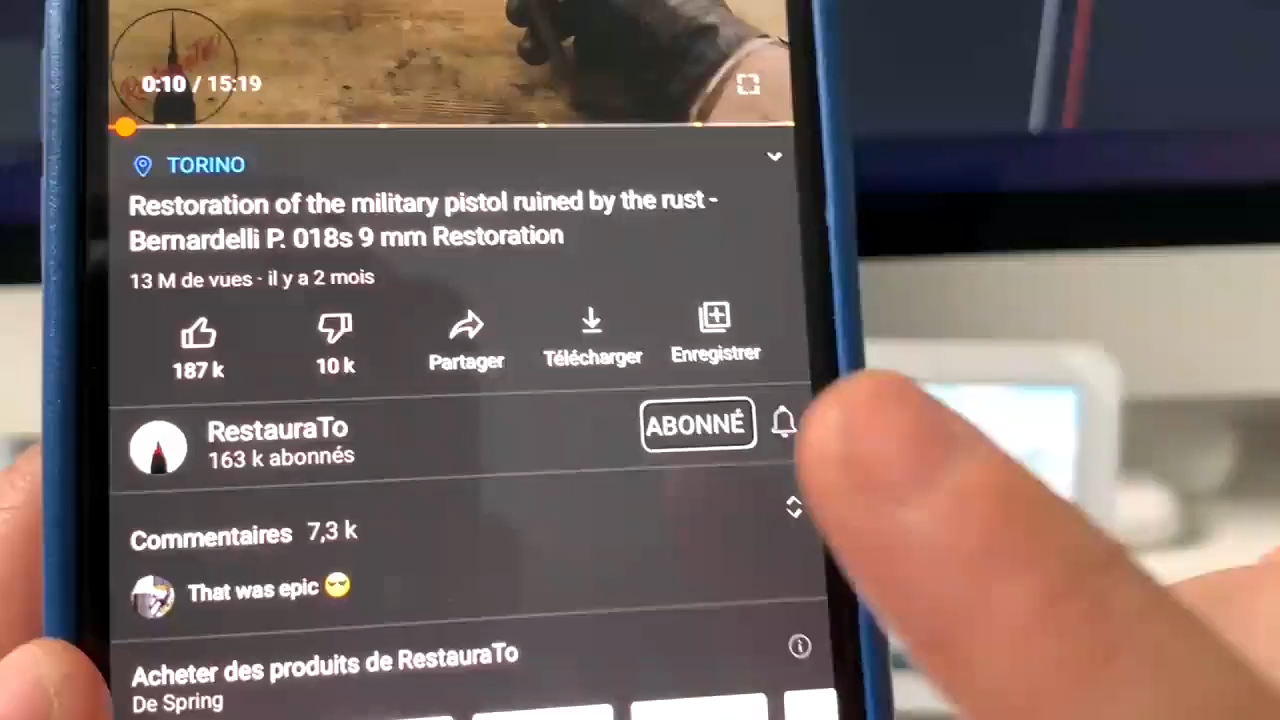 RestauraTo
0:10 / 15:19
TORINO
Restoration of the military pistol ruined by the rust -
Bernardelli P. 018s 9 mm Restoration
13 M de vues · il y a 2 mois
187 k
10 k
Partager
Télécharger
Enregistrer
RestauraTo
163 k abonnés
ABONNÉ
Commentaires 7,3 k
That was epic 😎
Acheter des produits de RestauraTo
De Spring